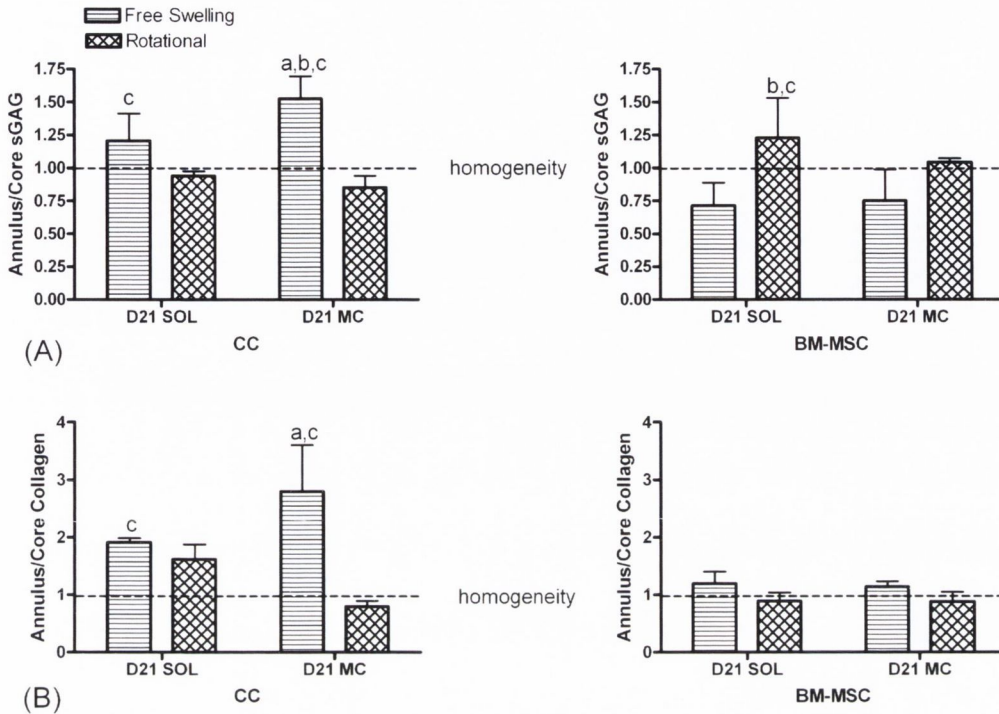 Free Swelling
Rotational
Annulus/Core sGAG
1.75
1.50
1.25
1.00
0.75
0.50
0.25
0.00
c
a,b,c
D21 SOL
D21 MC
CC
homogeneity
Annulus/Core sGAG
1.75
1.50
1.25
1.00
0.75
0.50
0.25
0.00
b,c
D21 SOL
D21 MC
BM-MSC
(A)
Annulus/Core Collagen
4
3
2
1
0
c
a,c
D21 SOL
D21 MC
CC
homogeneity
Annulus/Core Collagen
4
3
2
1
0
D21 SOL
D21 MC
BM-MSC
(B)